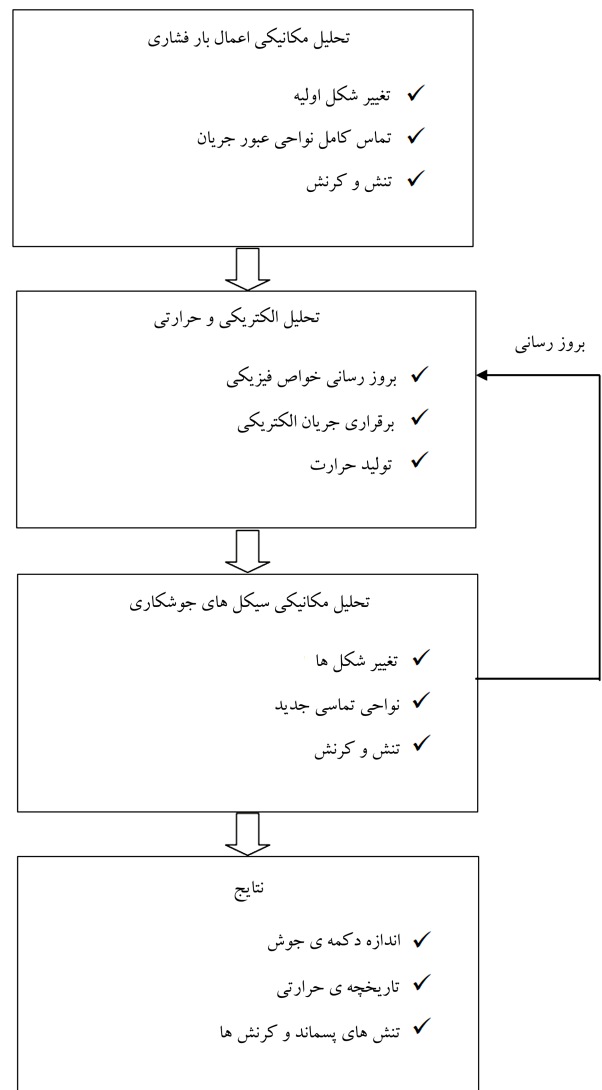 تحلیل مکانیکی اعمال بار فشاری
✓ تغییر شکل اولیه
✓ تماس کامل نواحی عبور جریان
✓ تنش و کرنش
تحلیل الکتریکی و حرارتی
بروز رسانی
✓ بروز رسانی خواص فیزیکی
✓ برقراری جریان الکتریکی
✓ تولید حرارت
تحلیل مکانیکی سیکل های جوشکاری
✓ تغییر شکل ها
✓ نواحی تماسی جدید
✓ تنش و کرنش
نتایج
✓ اندازه دکمه ی جوش
✓ تاریخچه ی حرارتی
✓ تنش های پسماند و کرنش ها